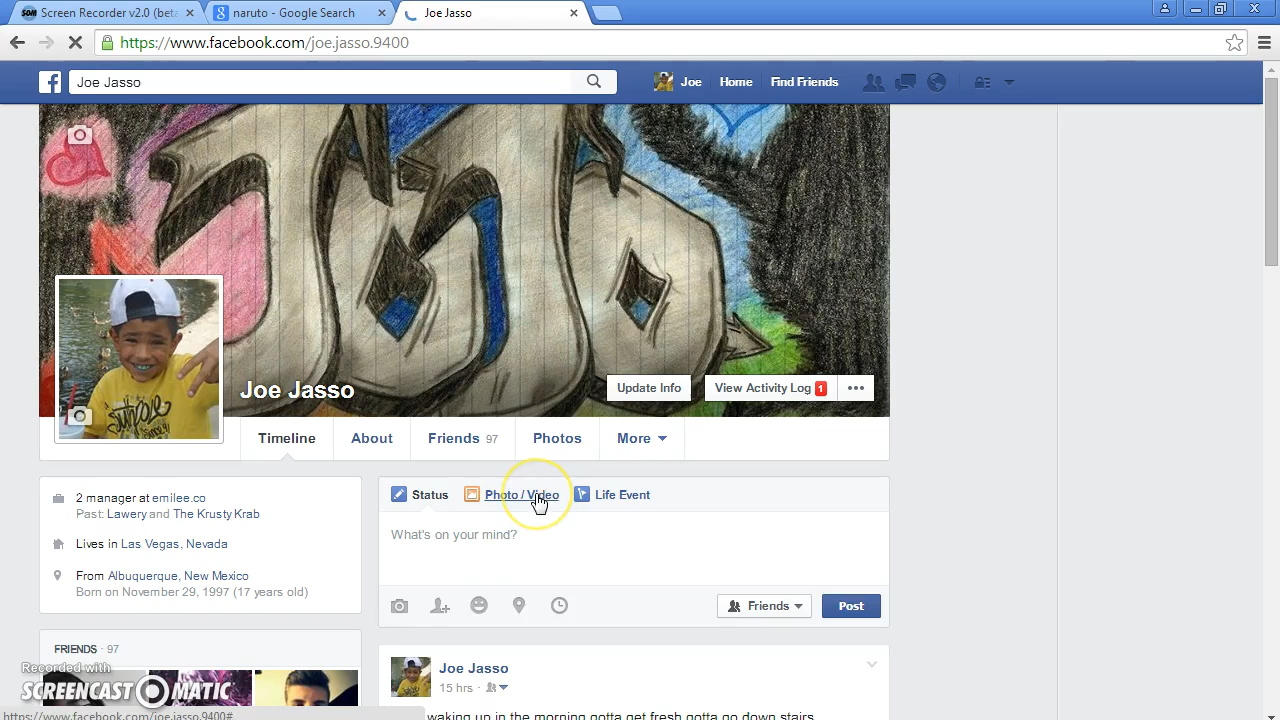 Screen Recorder v2.0 (beta
naruto - Google Search
Joe Jasso
https://www.facebook.com/joe.jasso.9400
Joe Jasso
Joe
Home
Find Friends
Joe Jasso
Update Info
View Activity Log 1
Timeline
About
Friends 97
Photos
More
2 manager at emilee.co
Past: Lawery and The Krusty Krab
Lives in Las Vegas, Nevada
From Albuquerque, New Mexico
Born on November 29, 1997 (17 years old)
Status
Photo / Video
Life Event
What's on your mind?
Friends
Post
FRIENDS · 97
Joe Jasso
15 hrs ·
waking up in the morning gotta get fresh gotta go down stairs
Recorded with
SCREENCAST O MATIC
https://www.facebook.com/joe.jasso.9400#